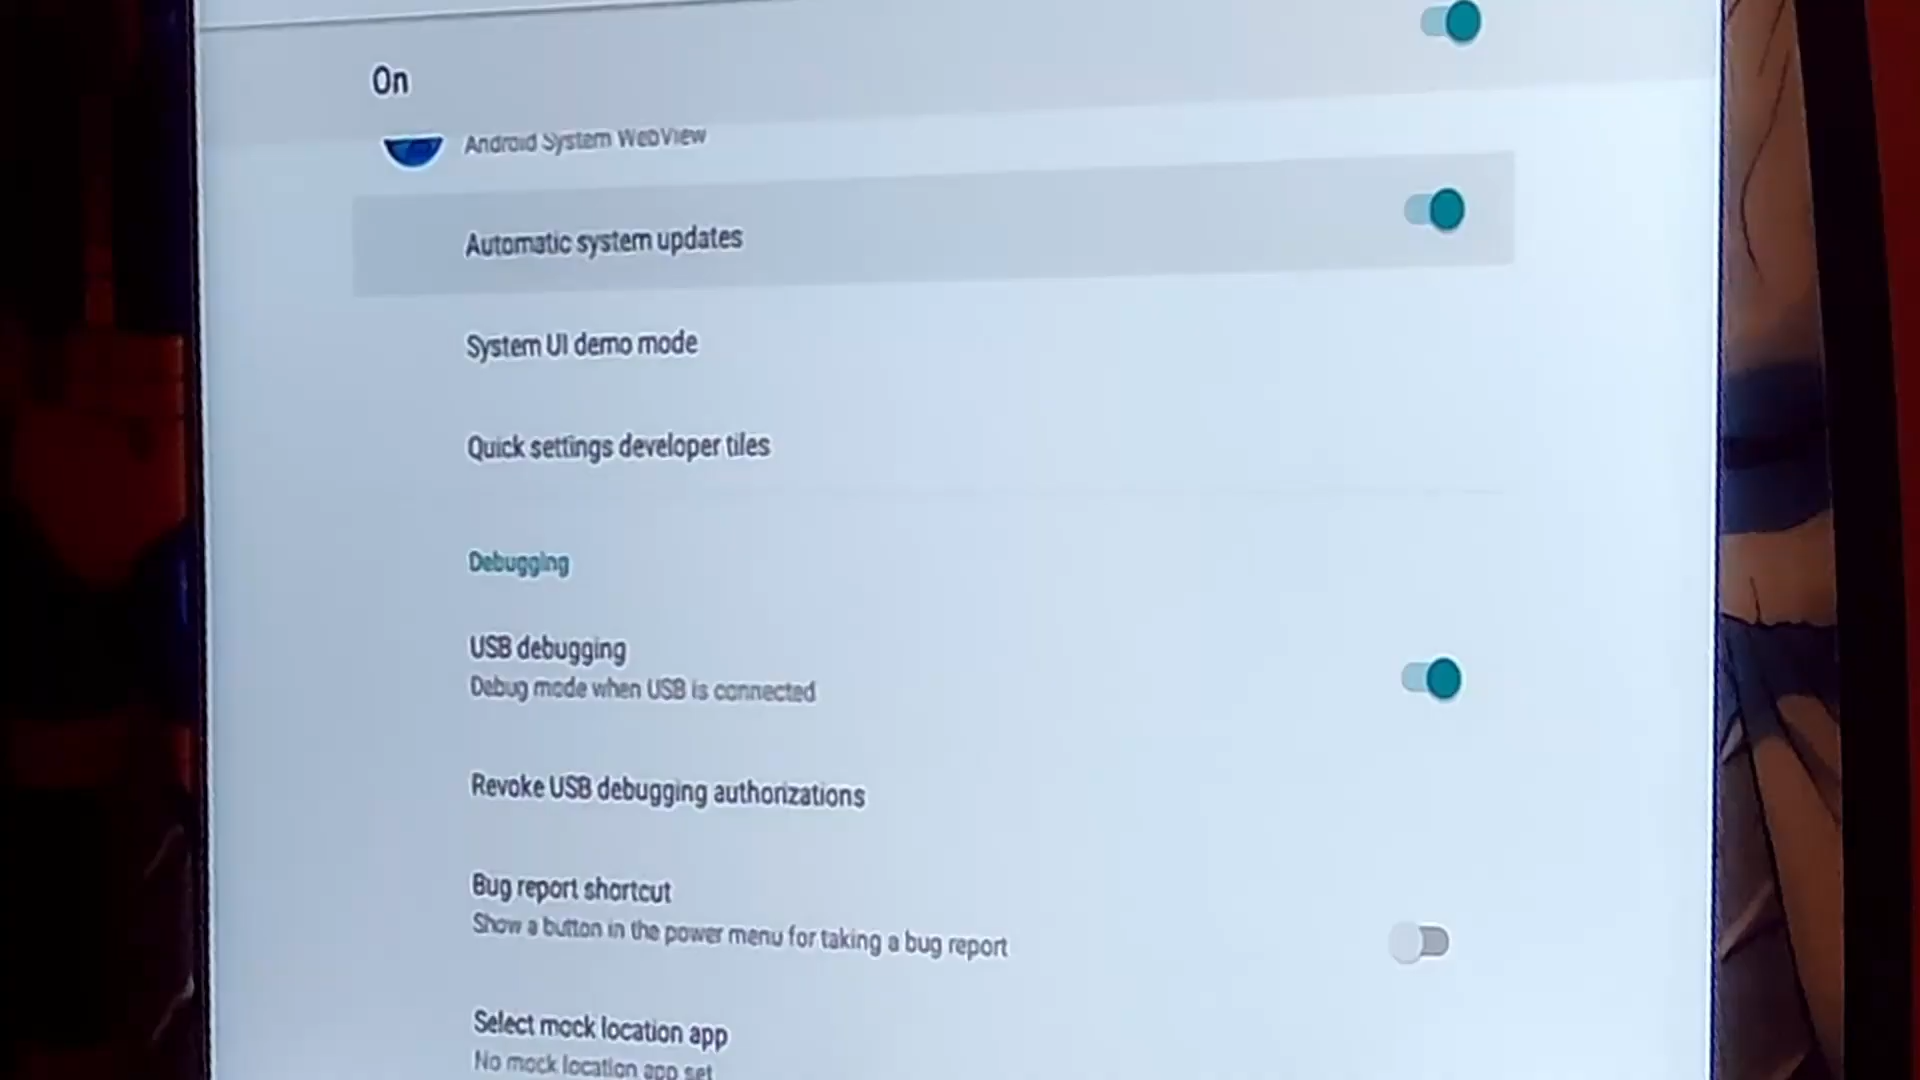 On
Android System WebView
Automatic system updates
System UI demo mode
Quick settings developer tiles
Debugging
USB debugging
Debug mode when USB is connected
Revoke USB debugging authorizations
Bug report shortcut
Show a button in the power menu for taking a bug report
Select mock location app
No mock location app set